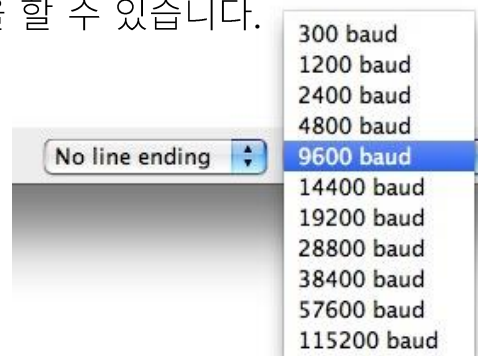 할 수 있습니다.
300 baud
1200 baud
2400 baud
4800 baud
No line ending
9600 baud
14400 baud
19200 baud
28800 baud
38400 baud
57600 baud
115200 baud